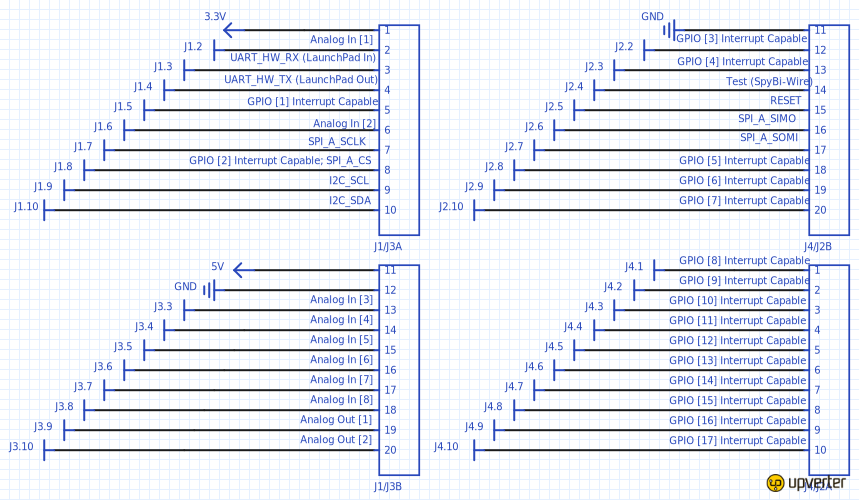 3.3V
1
J1.2
Analog In [1]
2
J1.3
UART_HW_RX (LaunchPad In)
3
J1.4
UART_HW_TX (LaunchPad Out)
4
J1.5
GPIO [1] Interrupt Capable
5
J1.6
Analog In [2]
6
J1.7
SPI_A_SCLK
7
J1.8
GPIO [2] Interrupt Capable; SPI_A_CS
8
J1.9
I2C_SCL
9
J1.10
I2C_SDA
10
J1/J3A
GND
11
J2.2
GPIO [3] Interrupt Capable
12
J2.3
GPIO [4] Interrupt Capable
13
J2.4
Test (SpyBi-Wire)
14
J2.5
RESET
15
J2.6
SPI_A_SIMO
16
J2.7
SPI_A_SOMI
17
J2.8
GPIO [5] Interrupt Capable
18
J2.9
GPIO [6] Interrupt Capable
19
J2.10
GPIO [7] Interrupt Capable
20
J4/J2B
5V
11
GND
12
J3.3
Analog In [3]
13
J3.4
Analog In [4]
14
J3.5
Analog In [5]
15
J3.6
Analog In [6]
16
J3.7
Analog In [7]
17
J3.8
Analog In [8]
18
J3.9
Analog Out [1]
19
J3.10
Analog Out [2]
20
J1/J3B
J4.1
GPIO [8] Interrupt Capable
1
J4.2
GPIO [9] Interrupt Capable
2
J4.3
GPIO [10] Interrupt Capable
3
J4.4
GPIO [11] Interrupt Capable
4
J4.5
GPIO [12] Interrupt Capable
5
J4.6
GPIO [13] Interrupt Capable
6
J4.7
GPIO [14] Interrupt Capable
7
J4.8
GPIO [15] Interrupt Capable
8
J4.9
GPIO [16] Interrupt Capable
9
J4.10
GPIO [17] Interrupt Capable
10
J4/J2A
upverter